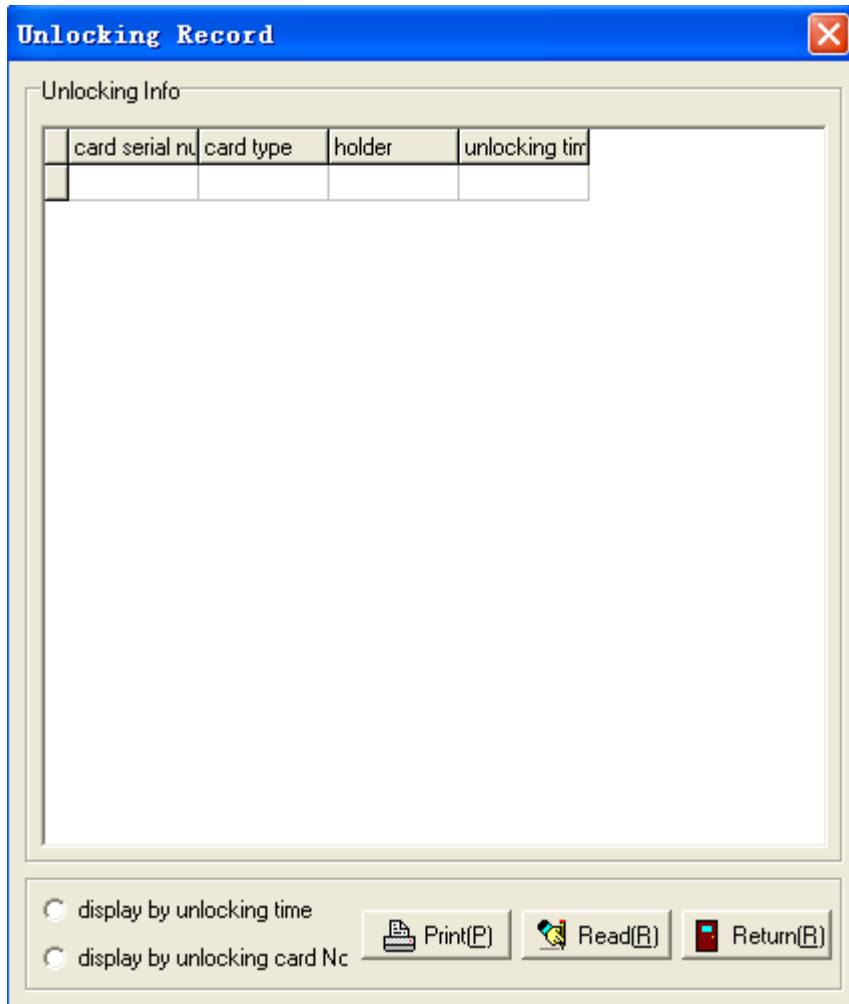 Unlocking Record
Unlocking Info
card serial nu card type holder unlocking tim
display by unlocking time
display by unlocking card No
Print(P) Read(R) Return(R)